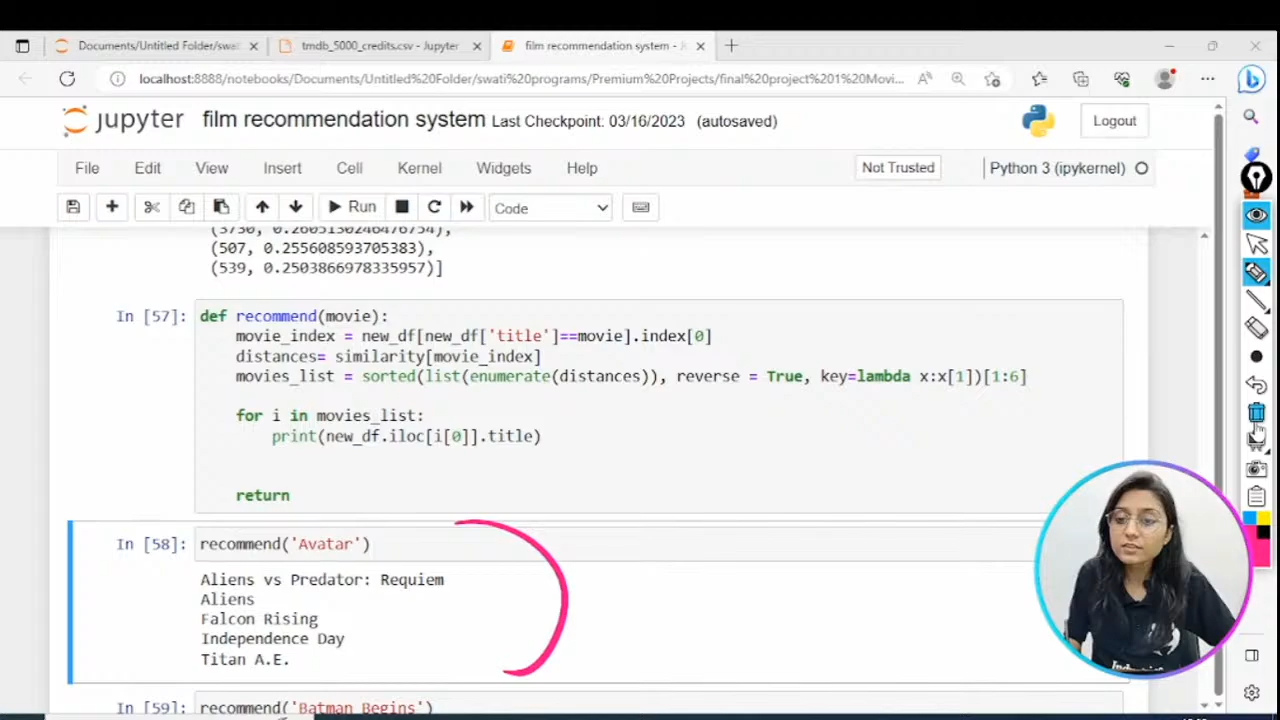 Documents/Untitled Folder/swat
tmdb_5000_credits.csv - Jupyter
film recommendation system -
localhost:8888/notebooks/Documents/Untitled%20Folder/swati%20programs/Premium%20Projects/final%20project%201%20Movi...
jupyter film recommendation system Last Checkpoint: 03/16/2023 (autosaved)
Logout
File Edit View Insert Cell Kernel Widgets Help
Not Trusted
Python 3 (ipykernel)
Run
Code
(3730, 0.2605130246476754),
(507, 0.255608593705383),
(539, 0.2503866978335957)]
In [57]: def recommend(movie):
movie_index = new_df[new_df['title']==movie].index[0]
distances= similarity[movie_index]
movies_list = sorted(list(enumerate(distances)), reverse = True, key=lambda x:x[1])[1:6]
for i in movies_list:
print(new_df.iloc[i[0]].title)
return
In [58]: recommend('Avatar')
Aliens vs Predator: Requiem
Aliens
Falcon Rising
Independence Day
Titan A.E.
In [59]: recommend('Batman Begins')